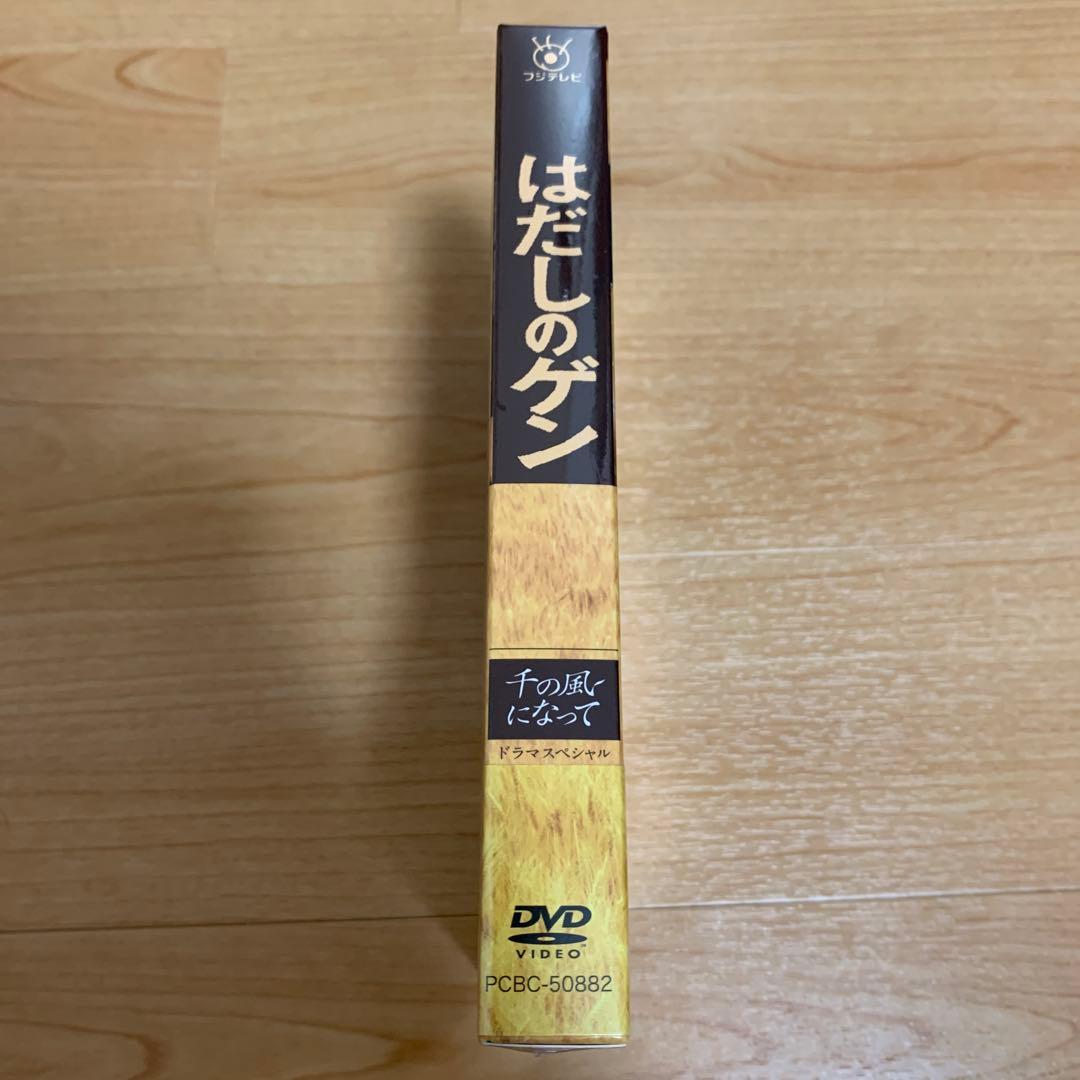 フジテレビ
はだしのゲン
千の風
になって
ドラマスペシャル
DVD
VIDEO™
PCBC-50882